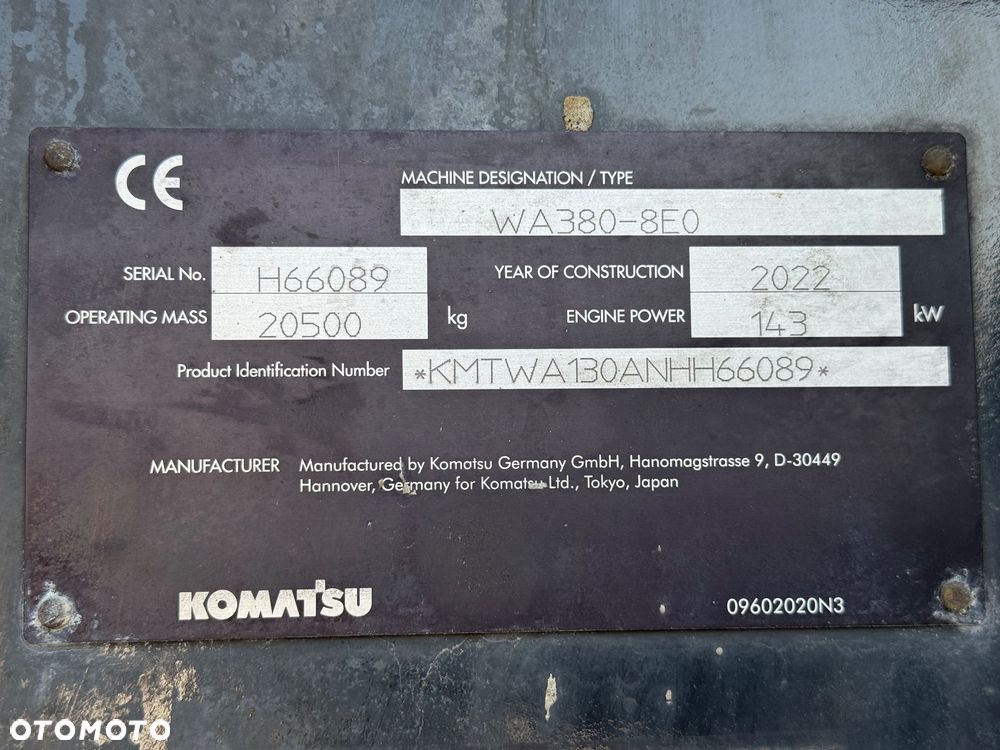 CE
MACHINE DESIGNATION / TYPE
WA380-8E0
SERIAL No. H66089 YEAR OF CONSTRUCTION 2022
OPERATING MASS 20500 kg ENGINE POWER 143 kW
Product Identification Number *KMTWA130ANHH66089*
MANUFACTURER Manufactured by Komatsu Germany GmbH, Hanomagstrasse 9, D-30449
Hannover, Germany for Komatsu Ltd., Tokyo, Japan
KOMATSU 09602020N3
OTOMOTO